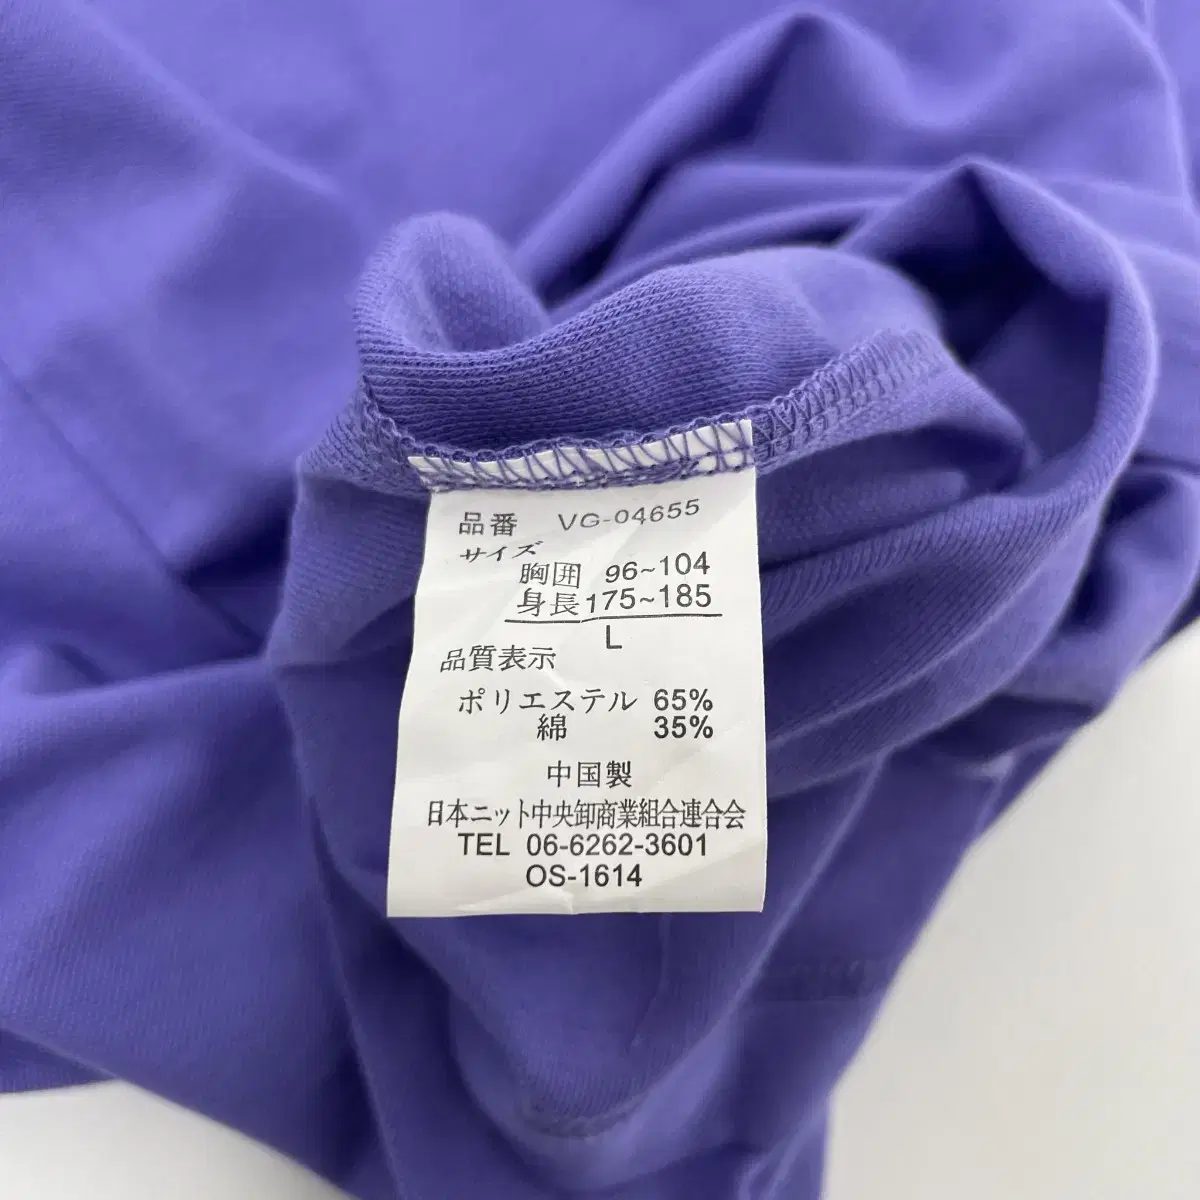 品番 VG-04655
サイズ
胸囲 96~104
身長 175~185
L
品質表示
ポリエステル 65%
綿 35%
中国製
日本ニット中央卸商業組合連合会
TEL 06-6262-3601
OS-1614